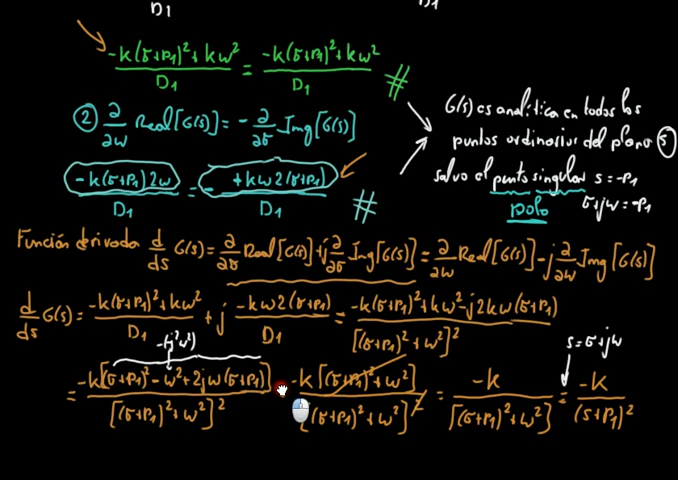 D1 D1
-k(σ+P1)²+kω² / D1 = -k(σ+P1)²+kω² / D1 #
② ∂/∂ω Real[G(s)] = - ∂/∂σ Img[G(s)]
-k(σ+P1)2ω / D1 = - +kω2(σ+P1) / D1 #
G(s) es analítica en todos los
puntos ordinarios del plano Ⓢ
salvo el punto singular s=-P1
polo σ+jω=-P1
Función derivada d/ds G(s) = ∂/∂σ Real[G(s)]+j ∂/∂σ Img[G(s)] = ∂/∂ω Real[G(s)]-j ∂/∂ω Img[G(s)]
d/ds G(s) = -k(σ+P1)²+kω² / D1 + j -kω2(σ+P1) / D1 = -k(σ+P1)²+kω²-j2kω(σ+P1) / [(σ+P1)²+ω²]²
-(j²ω²) s=σ+jω
= -k[(σ+P1)²-ω²+2jω(σ+P1)] / [(σ+P1)²+ω²]² -k[(σ+P1)²+ω²] / [(σ+P1)²+ω²]² = -k / [(σ+P1)²+ω²] = -k / (s+P1)²